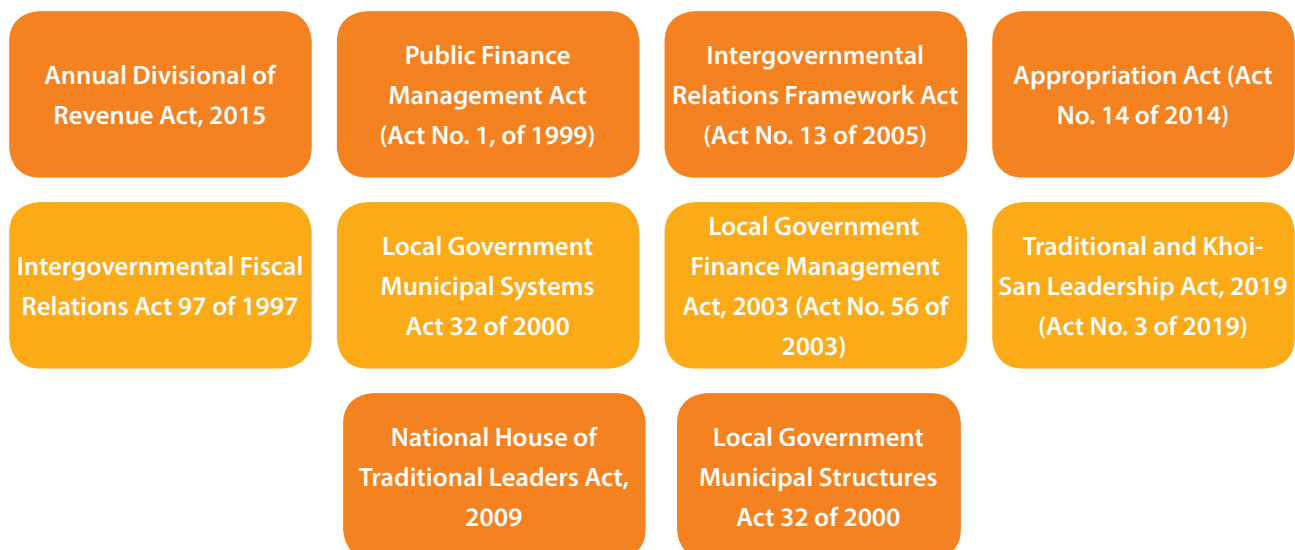 Annual Divisional of
Revenue Act, 2015
Public Finance
Management Act
(Act No. 1, of 1999)
Intergovernmental
Relations Framework Act
(Act No. 13 of 2005)
Appropriation Act (Act
No. 14 of 2014)
Intergovernmental Fiscal
Relations Act 97 of 1997
Local Government
Municipal Systems
Act 32 of 2000
Local Government
Finance Management
Act, 2003 (Act No. 56 of
2003)
Traditional and Khoi-
San Leadership Act, 2019
(Act No. 3 of 2019)
National House of
Traditional Leaders Act,
2009
Local Government
Municipal Structures
Act 32 of 2000